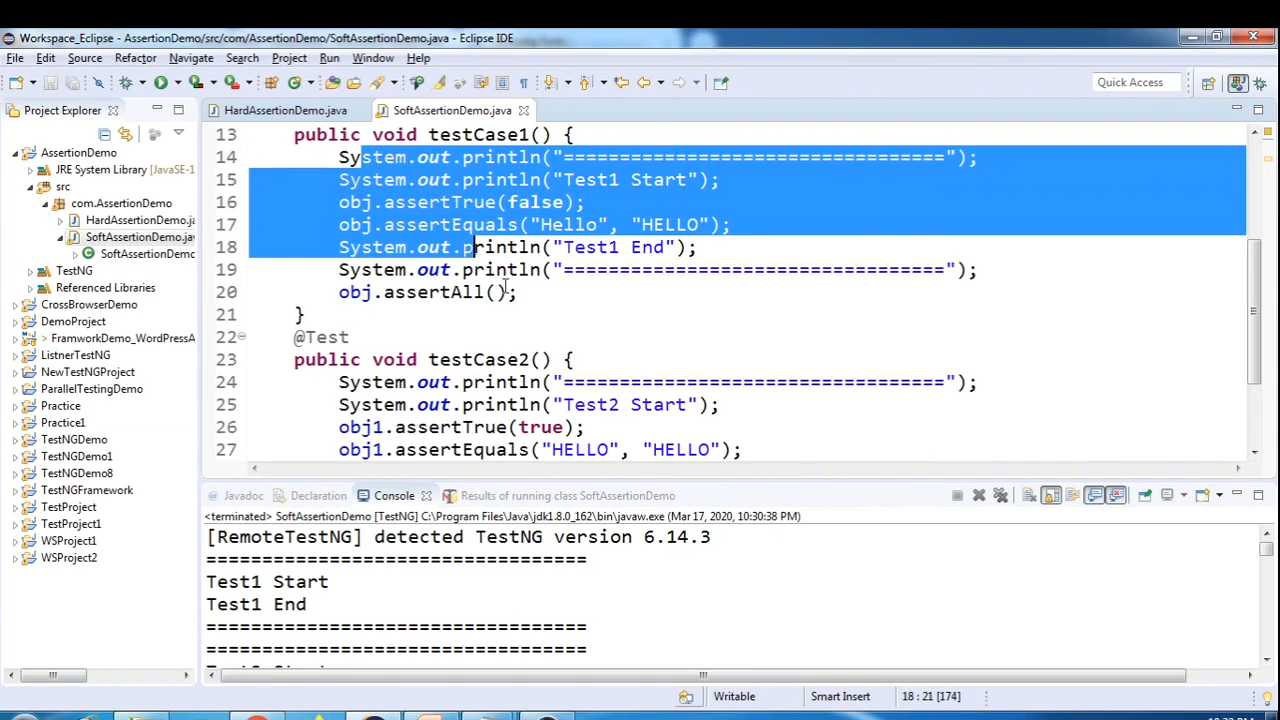 Workspace_Eclipse - AssertionDemo/src/com/AssertionDemo/SoftAssertionDemo.java - Eclipse IDE
File Edit Source Refactor Navigate Search Project Run Window Help
Quick Access
Project Explorer
HardAssertionDemo.java
SoftAssertionDemo.java
AssertionDemo
JRE System Library [JavaSE-1
src
com.AssertionDemo
HardAssertionDemo.ja
SoftAssertionDemo.jav
SoftAssertionDemo
TestNG
Referenced Libraries
CrossBrowserDemo
DemoProject
> FramworkDemo_WordPressA
ListnerTestNG
NewTestNGProject
ParallelTestingDemo
Practice
Practice1
TestNGDemo
TestNGDemo1
TestNGDemo8
TestNGFramework
TestProject
TestProject1
WSProject1
WSProject2
13 public void testCase1() {
14 System.out.println("==================================");
15 System.out.println("Test1 Start");
16 obj.assertTrue(false);
17 obj.assertEquals("Hello", "HELLO");
18 System.out.println("Test1 End");
19 System.out.println("==================================");
20 obj.assertAll();
21 }
22 @Test
23 public void testCase2() {
24 System.out.println("==================================");
25 System.out.println("Test2 Start");
26 obj1.assertTrue(true);
27 obj1.assertEquals("HELLO", "HELLO");
Javadoc Declaration Console Results of running class SoftAssertionDemo
<terminated> SoftAssertionDemo [TestNG] C:\Program Files\Java\jdk1.8.0_162\bin\javaw.exe (Mar 17, 2020, 10:30:38 PM)
[RemoteTestNG] detected TestNG version 6.14.3
==================================
Test1 Start
Test1 End
==================================
==================================
Writable Smart Insert 18 : 21 [174]